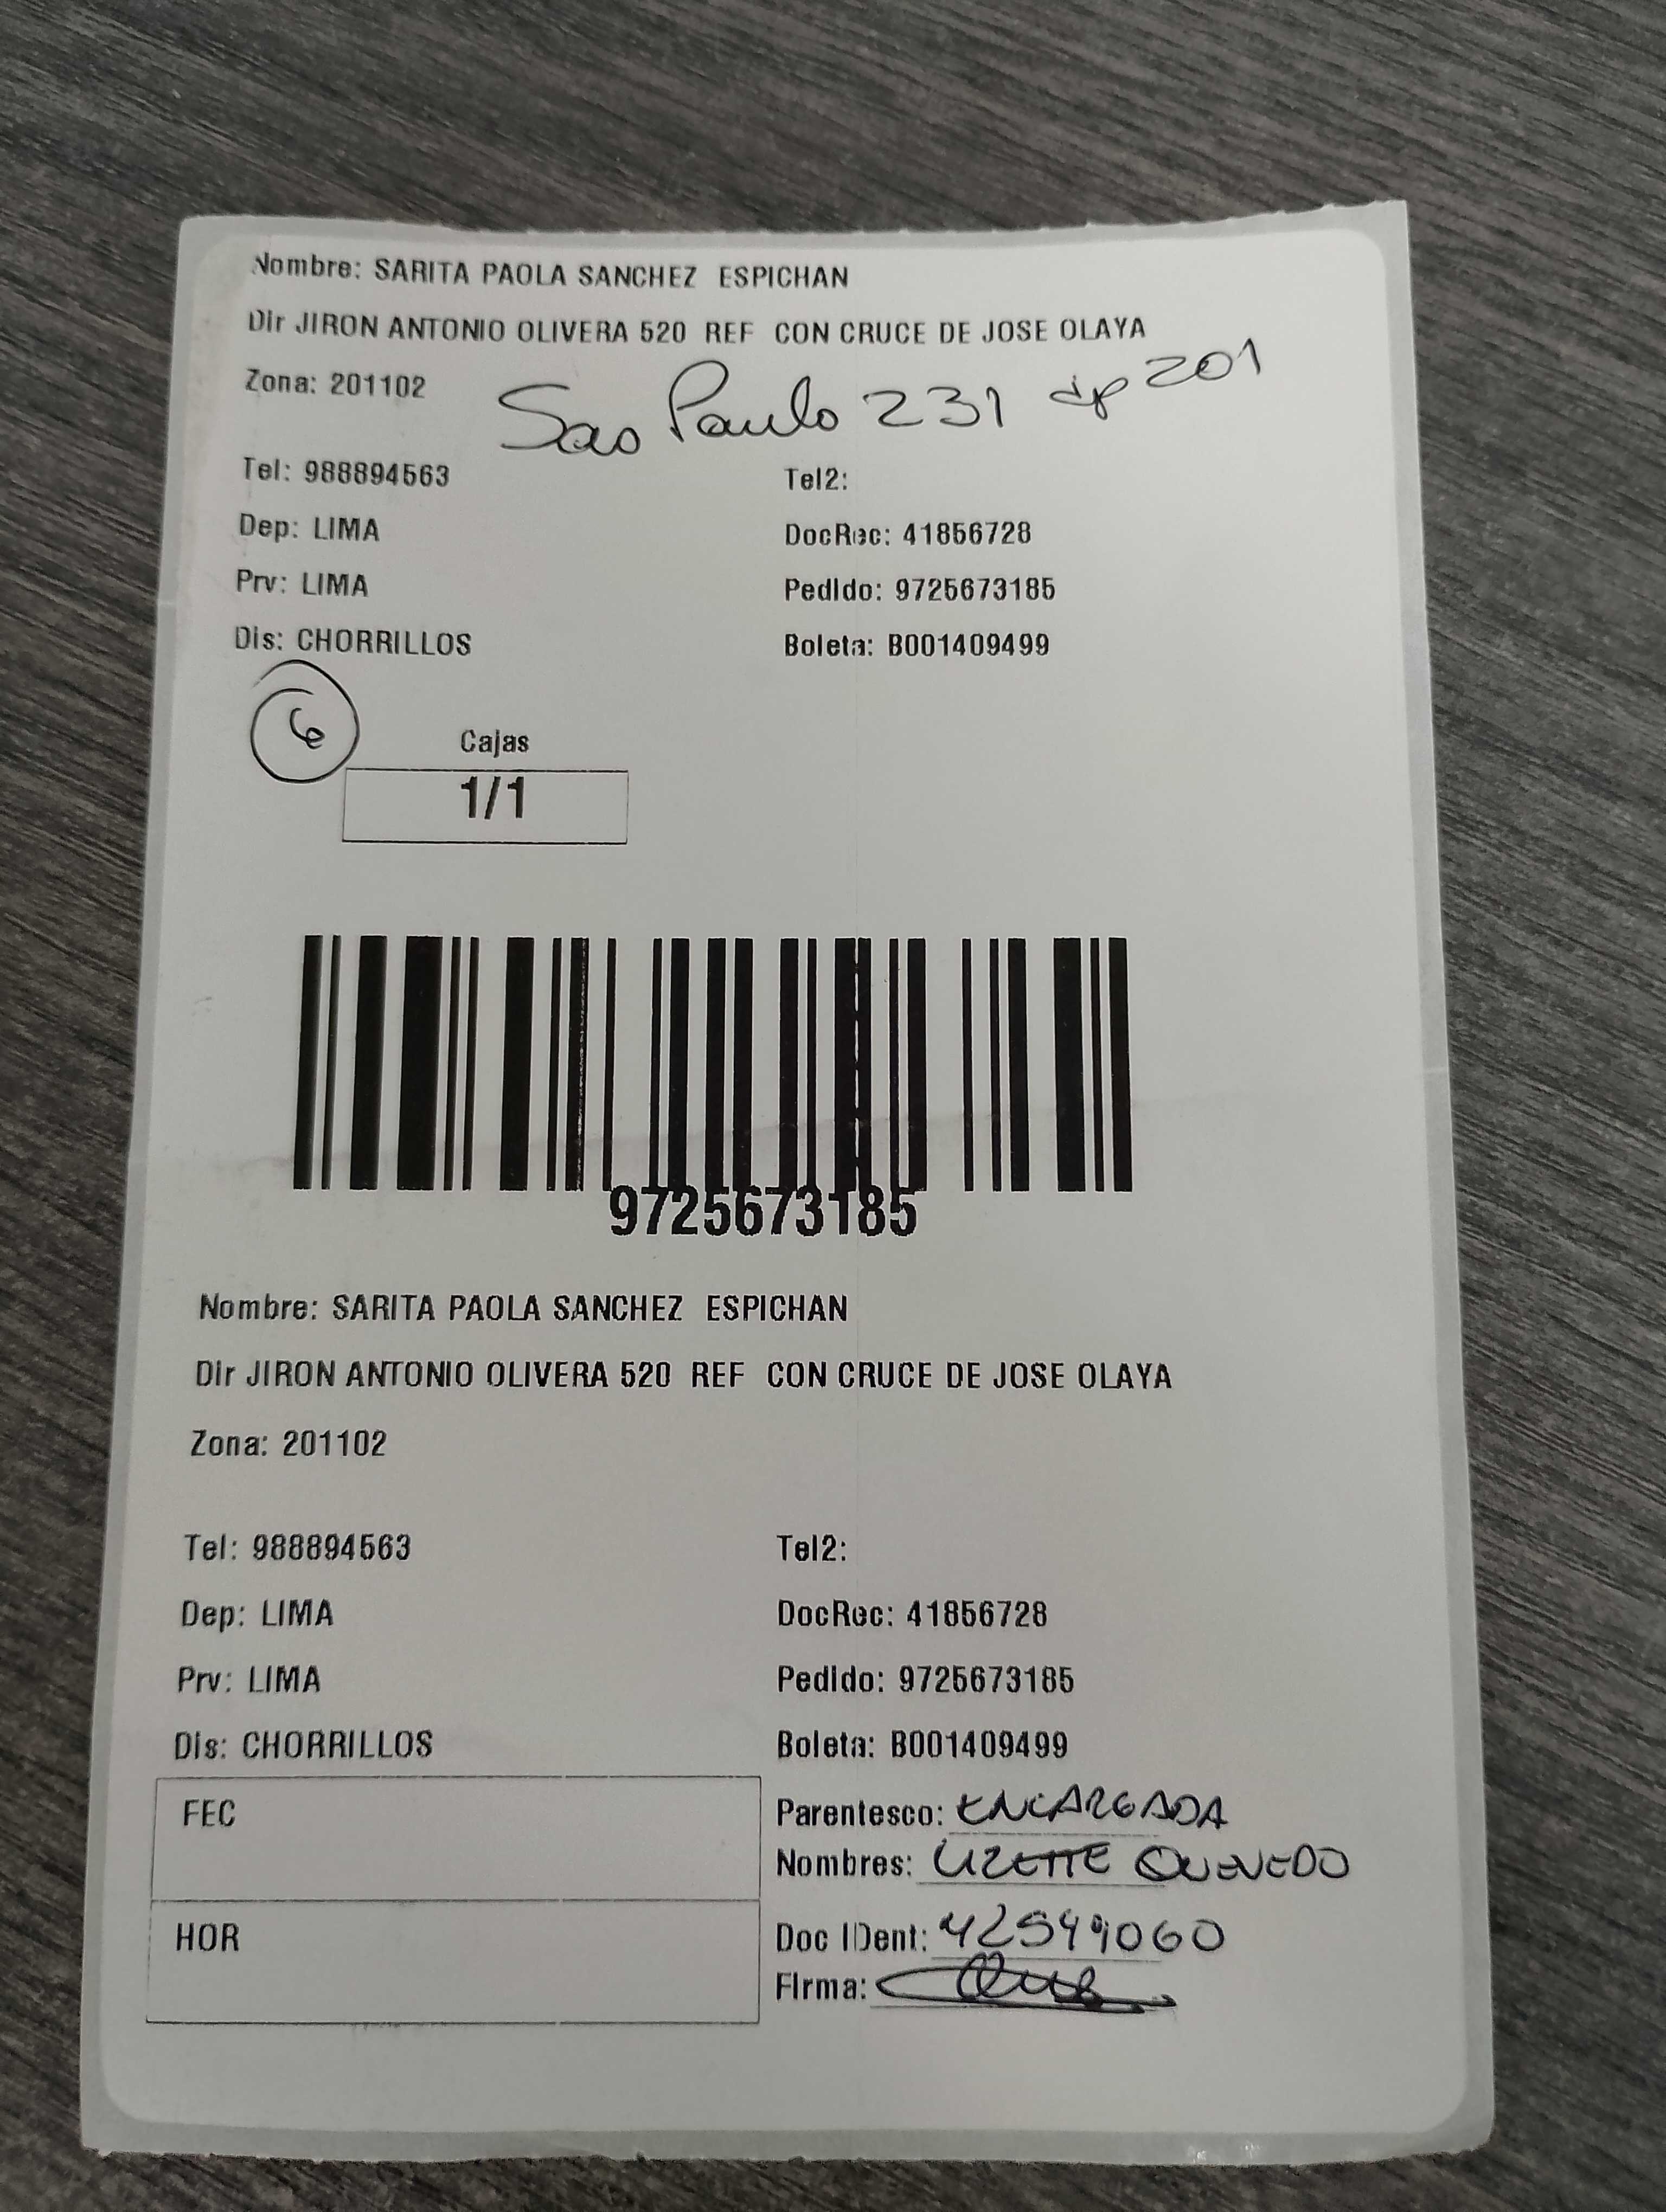 Nombre: SARITA PAOLA SANCHEZ ESPICHAN
Dir JIRON ANTONIO OLIVERA 520 REF CON CRUCE DE JOSE OLAYA
Zona: 201102
Sao Paulo 231 dp 201
Tel: 988894563 Tel2:
Dep: LIMA DocRec: 41856728
Prv: LIMA Pedido: 9725673185
Dis: CHORRILLOS Boleta: B001409499
6
Cajas
1/1
9725673185
Nombre: SARITA PAOLA SANCHEZ ESPICHAN
Dir JIRON ANTONIO OLIVERA 520 REF CON CRUCE DE JOSE OLAYA
Zona: 201102
Tel: 988894563 Tel2:
Dep: LIMA DocRec: 41856728
Prv: LIMA Pedido: 9725673185
Dis: CHORRILLOS Boleta: B001409499
FEC
Parentesco: ENCARGADA
Nombres: LIZETTE QUEVEDO
HOR
Doc IDent: 42599060
Firma: